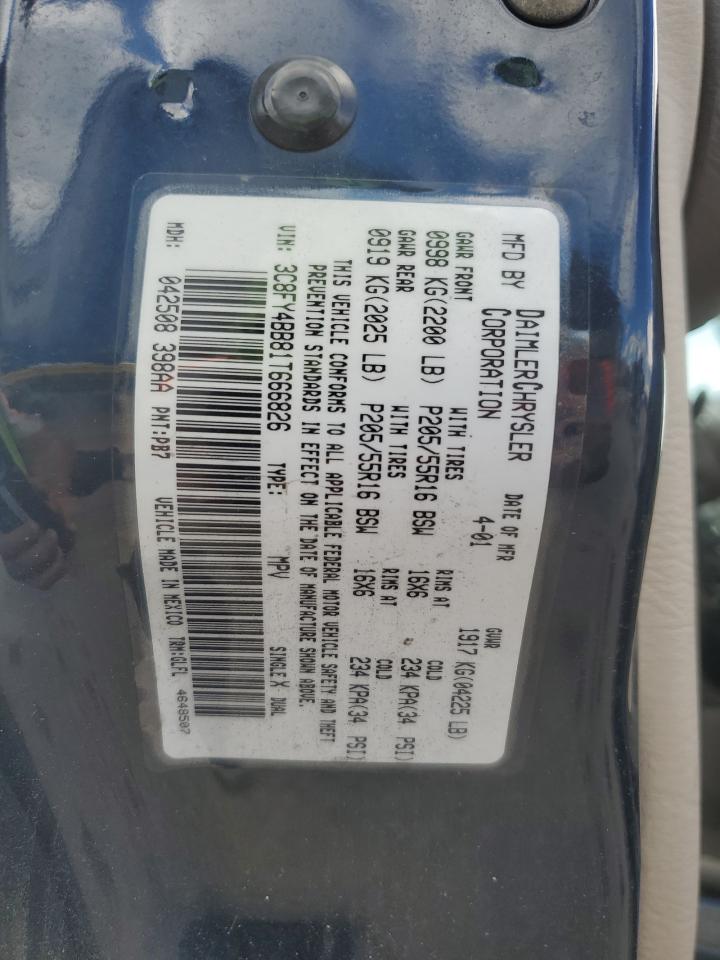 MFD BY DAIMLERCHRYSLER CORPORATION DATE OF MFR 4-01 GVWR 1917 KG(04225 LB)
GAWR FRONT WITH TIRES RIMS AT COLD
0998 KG(2200 LB) P205/55R16 BSW 16X6 234 KPA(34 PSI)
GAWR REAR WITH TIRES RIMS AT COLD
0919 KG(2025 LB) P205/55R16 BSW 16X6 234 KPA(34 PSI)
THIS VEHICLE CONFORMS TO ALL APPLICABLE FEDERAL MOTOR VEHICLE SAFETY AND THEFT
PREVENTION STANDARDS IN EFFECT ON THE DATE OF MANUFACTURE SHOWN ABOVE.
VIN: 3C8FY4BB81T666826 TYPE: MPV SINGLE X DUAL
MDH: 042508 398AA PNT:PB7 VEHICLE MADE IN MEXICO TRM:GLFL 4648507